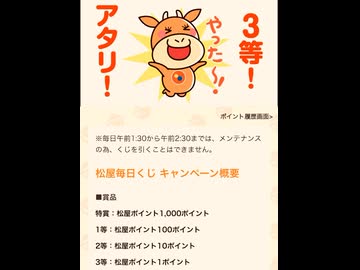 3等!
やった〜!
アタリ!
ポイント履歴画面»
※毎日午前1:30から午前2:30までは、メンテナンス
の為、くじを引くことはできません。
松屋毎日くじ キャンペーン概要
■賞品
特賞:松屋ポイント1,000ポイント
1等:松屋ポイント100ポイント
2等:松屋ポイント10ポイント
3等:松屋ポイント1ポイント